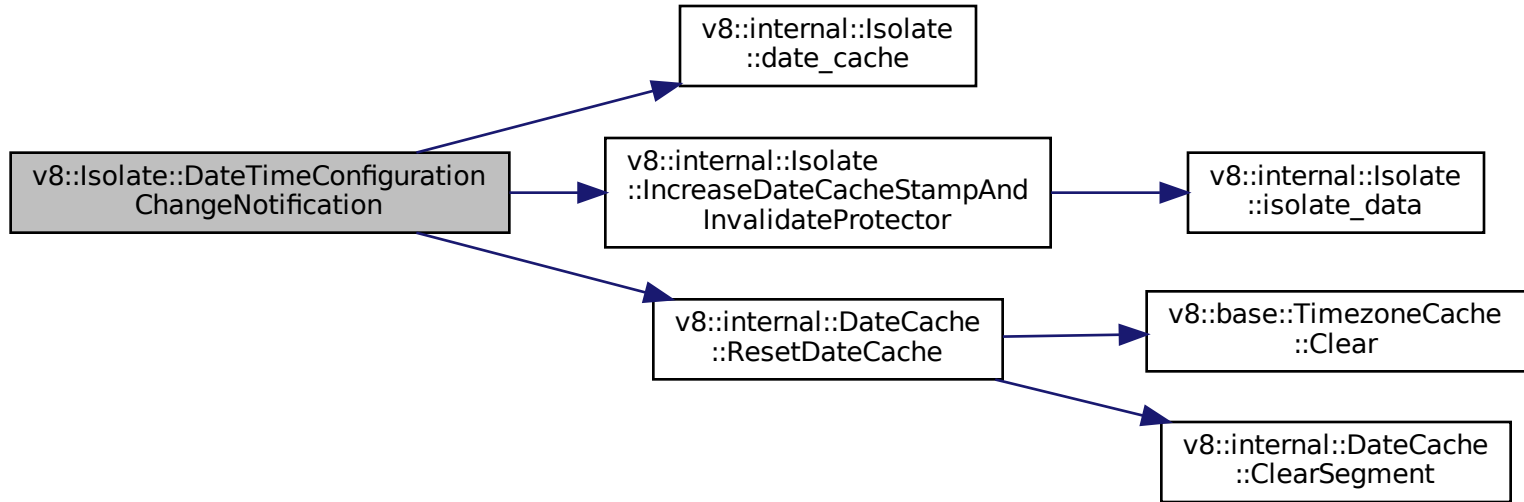 v8::internal::Isolate
::date_cache
v8::Isolate::DateTimeConfiguration
ChangeNotification
v8::internal::Isolate
::IncreaseDateCacheStampAnd
InvalidateProtector
v8::internal::Isolate
::isolate_data
v8::internal::DateCache
::ResetDateCache
v8::base::TimezoneCache
::Clear
v8::internal::DateCache
::ClearSegment